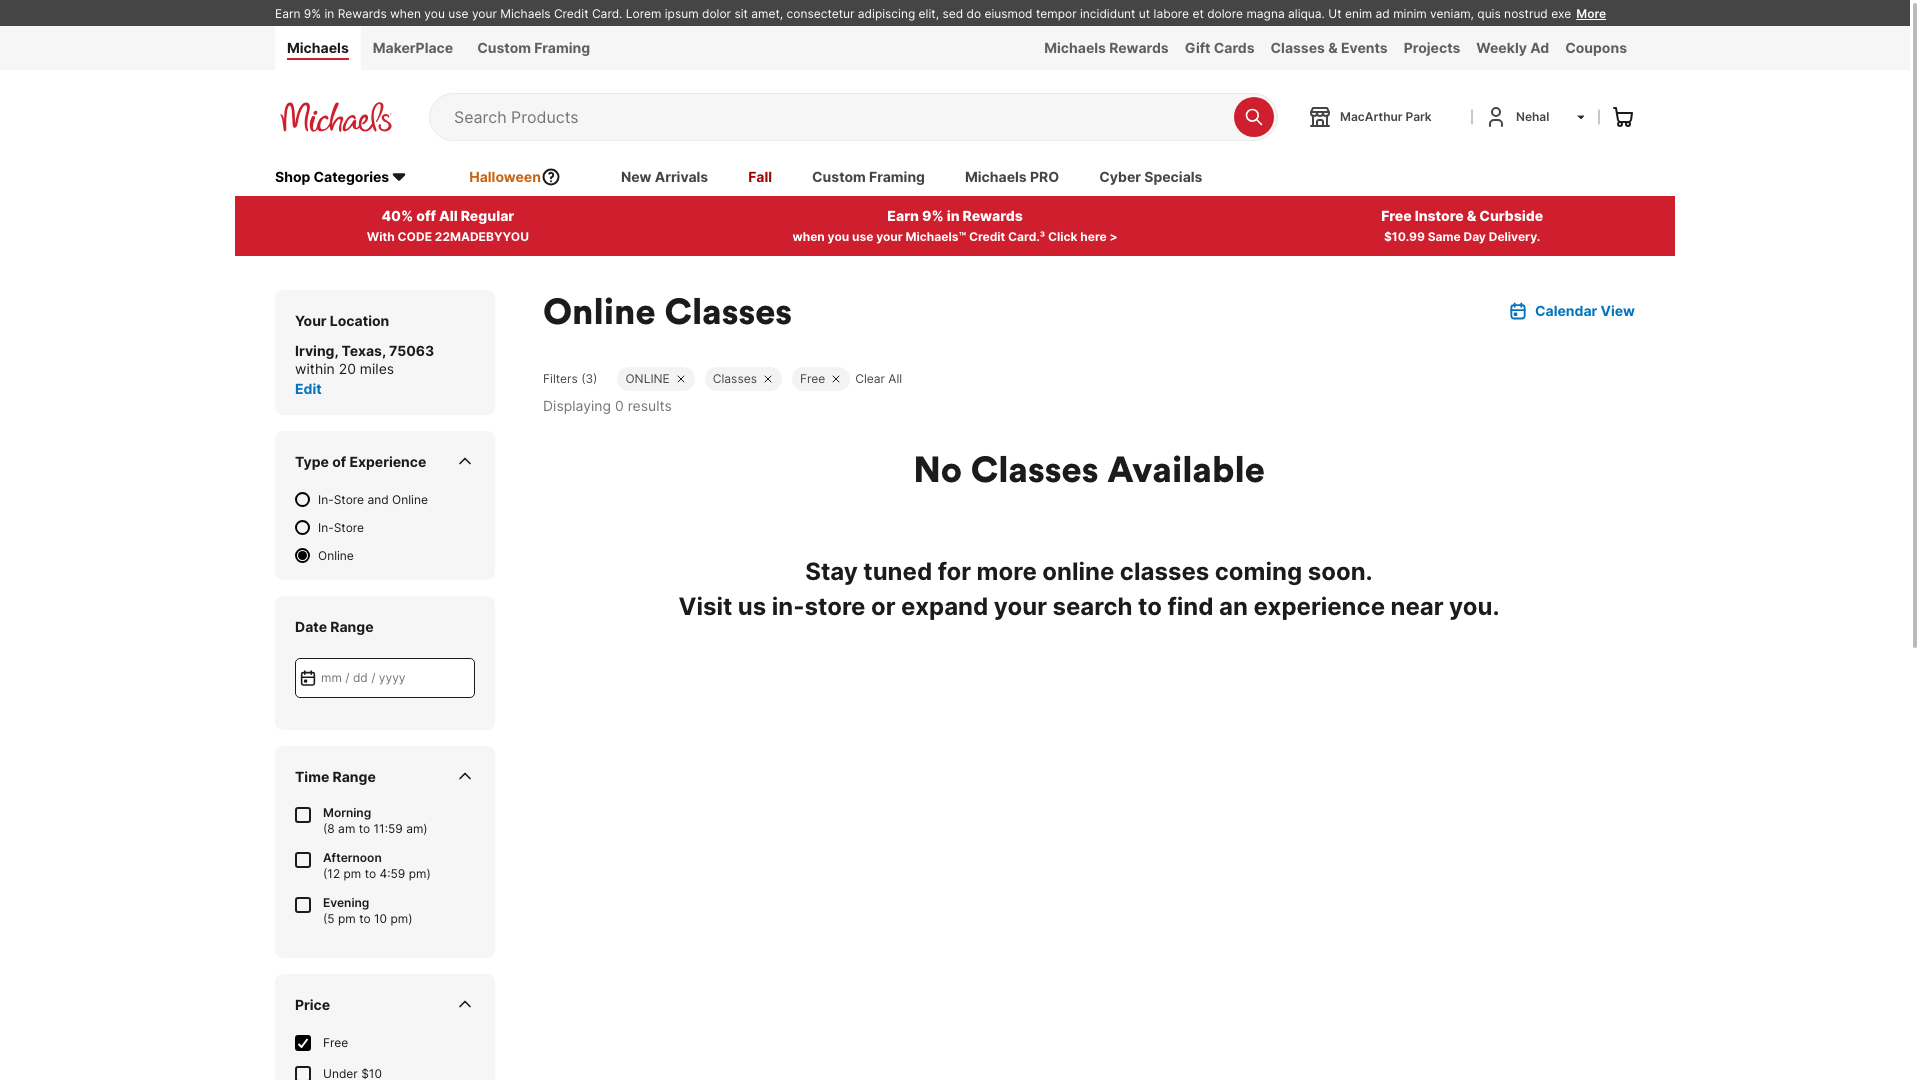 Earn 9% in Rewards when you use your Michaels Credit Card. Lorem ipsum dolor sit amet, consectetur adipiscing elit, sed do eiusmod tempor incididunt ut labore et dolore magna aliqua. Ut enim ad minim veniam, quis nostrud exe More
Michaels MakerPlace Custom Framing Michaels Rewards Gift Cards Classes & Events Projects Weekly Ad Coupons
Michaels Search Products MacArthur Park Nehal
Shop Categories Halloween New Arrivals Fall Custom Framing Michaels PRO Cyber Specials
40% off All Regular
With CODE 22MADEBYYOU
Earn 9% in Rewards
when you use your Michaels™ Credit Card.³ Click here >
Free Instore & Curbside
$10.99 Same Day Delivery.
Your Location
Irving, Texas, 75063
within 20 miles
Edit
Type of Experience
In-Store and Online
In-Store
Online
Date Range
mm / dd / yyyy
Time Range
Morning
(8 am to 11:59 am)
Afternoon
(12 pm to 4:59 pm)
Evening
(5 pm to 10 pm)
Price
Free
Under $10
Online Classes
Calendar View
Filters (3) ONLINE Classes Free Clear All
Displaying 0 results
No Classes Available
Stay tuned for more online classes coming soon.
Visit us in-store or expand your search to find an experience near you.